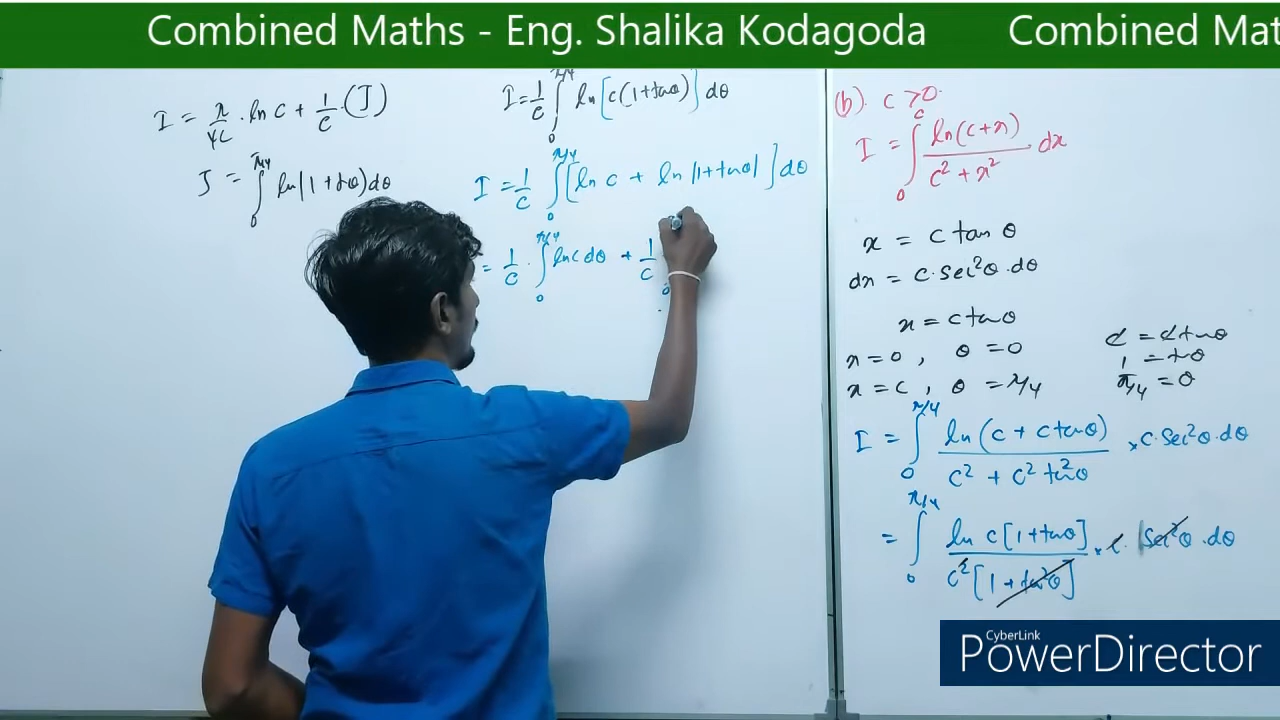 Combined Maths - Eng. Shalika Kodagoda Combined Mat
I = π/4c . ln c + 1/c . (J)
J = ∫₀^π/4 ln|1 + tanθ| dθ
I = 1/c ∫₀^π/4 ln[c(1+tanθ)] dθ
I = 1/c ∫₀^π/4 [ln c + ln|1+tanθ|] dθ
= 1/c . ∫₀^π/4 ln c dθ + 1/c
(b). c > 0.
I = ∫₀^c ln(c+x) / c² + x² dx
x = c tan θ
dx = c . sec²θ . dθ
x = c tanθ
x = 0, θ = 0
x = c, θ = π/4
c = c tanθ
1 = tanθ
π/4 = θ
I = ∫₀^π/4 ln(c + c tanθ) / c² + c² tan²θ × c . sec²θ . dθ
= ∫₀^π/4 ln c[1+tanθ] / c²[1 + tan²θ] × c . sec²θ . dθ
CyberLink
PowerDirector